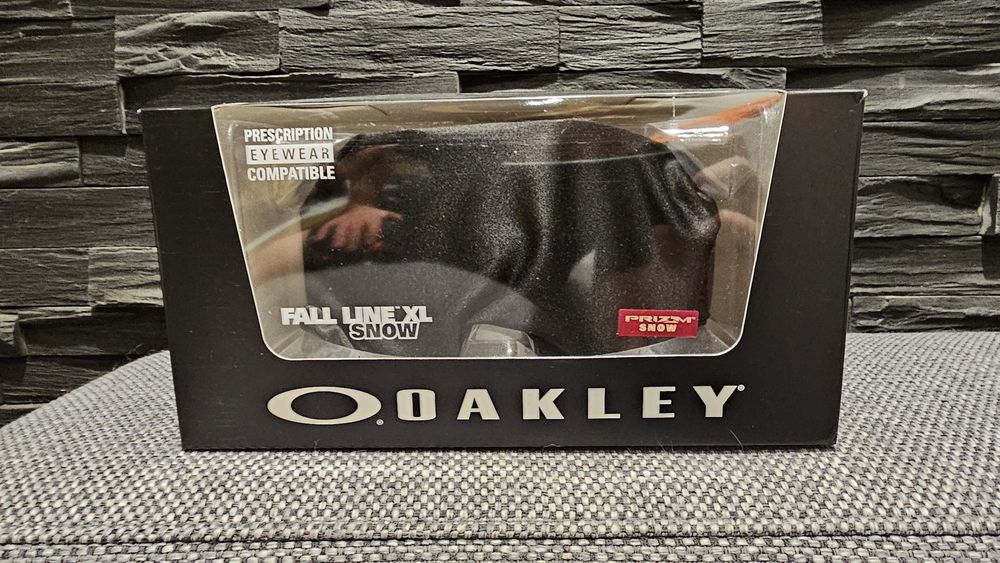 PRESCRIPTION
EYEWEAR
COMPATIBLE
FALL LINE XL
SNOW
PRIZM
SNOW
OAKLEY